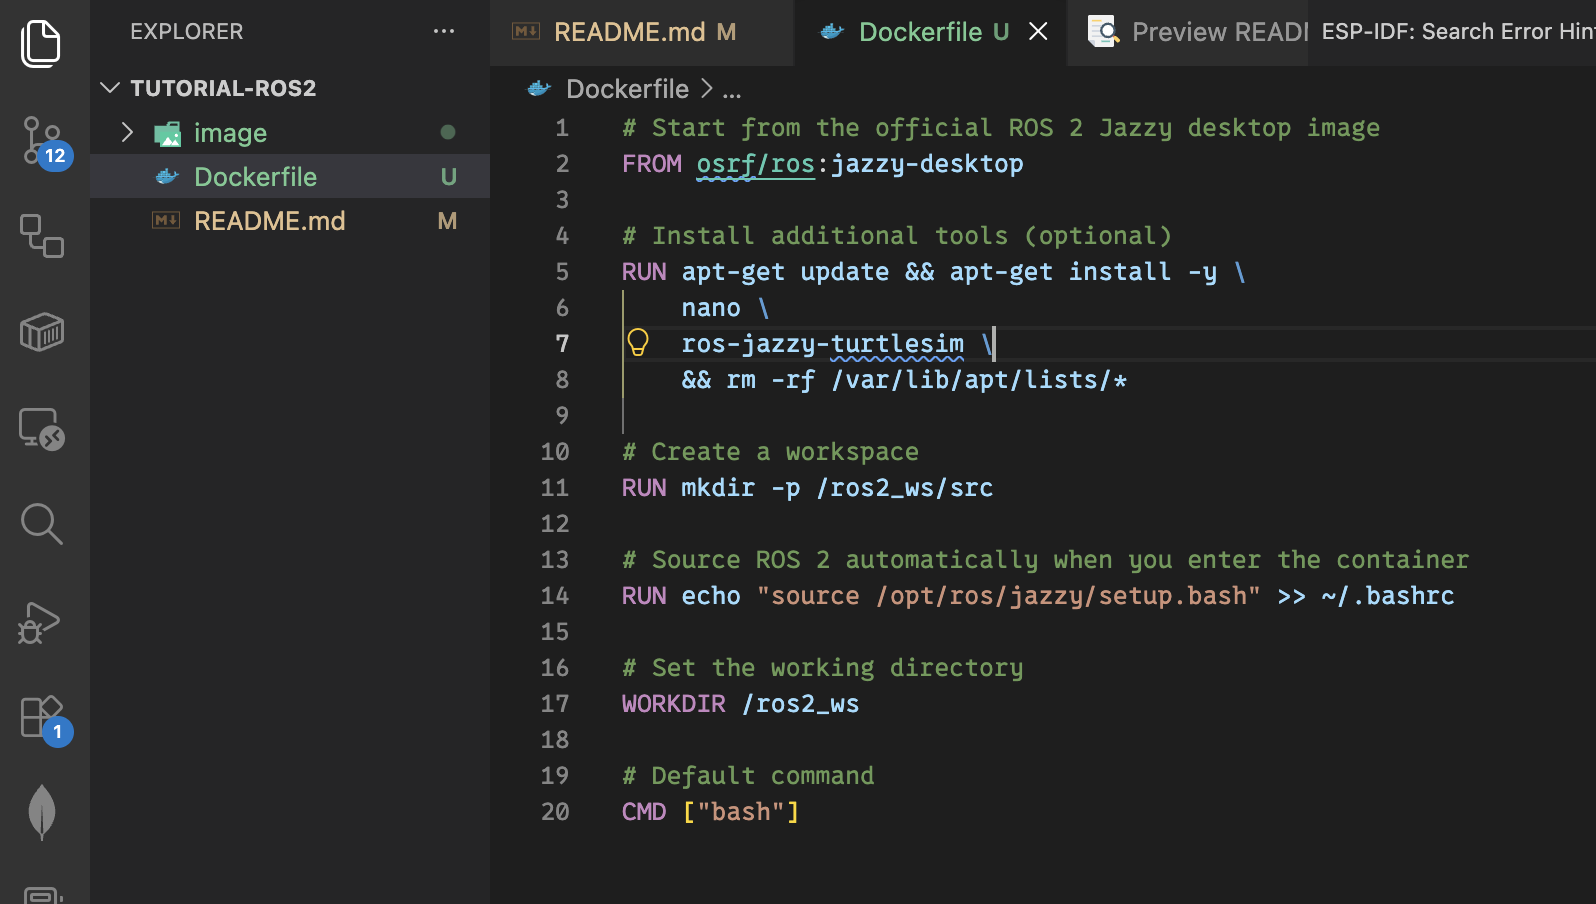 EXPLORER ...
TUTORIAL-ROS2
image
Dockerfile U
README.md M
12
1
README.md M
Dockerfile U
Preview READ
ESP-IDF: Search Error Hin
Dockerfile > ...
1 # Start from the official ROS 2 Jazzy desktop image
2 FROM osrf/ros:jazzy-desktop
3
4 # Install additional tools (optional)
5 RUN apt-get update && apt-get install -y \
6 nano \
7 ros-jazzy-turtlesim \
8 && rm -rf /var/lib/apt/lists/*
9
10 # Create a workspace
11 RUN mkdir -p /ros2_ws/src
12
13 # Source ROS 2 automatically when you enter the container
14 RUN echo "source /opt/ros/jazzy/setup.bash" >> ~/.bashrc
15
16 # Set the working directory
17 WORKDIR /ros2_ws
18
19 # Default command
20 CMD ["bash"]